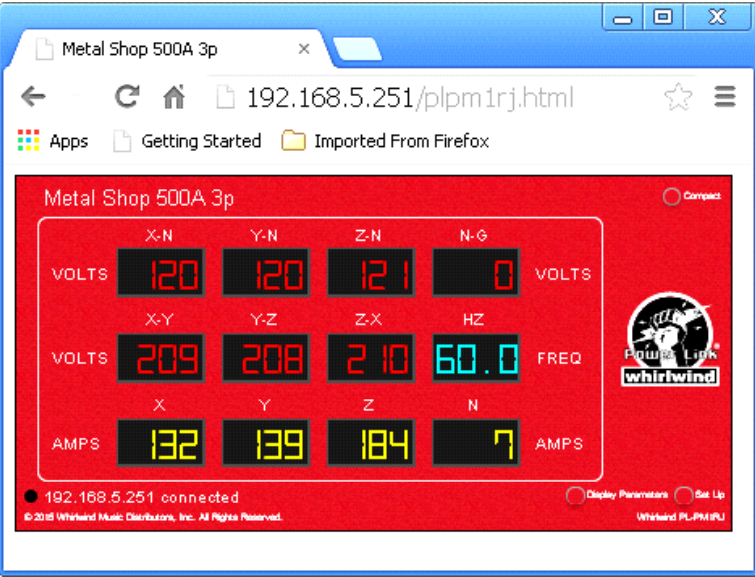 Metal Shop 500A 3p
192.168.5.251/plpm1rj.html
Apps Getting Started Imported From Firefox
Metal Shop 500A 3p Compact
X-N Y-N Z-N N-G
VOLTS 120 120 121 0 VOLTS
X-Y Y-Z Z-X HZ
VOLTS 209 208 210 60.0 FREQ
Power Link
whirlwind
X Y Z N
AMPS 132 139 184 7 AMPS
192.168.5.251 connected Display Parameters Set Up
© 2015 Whirlwind Music Distributors, Inc. All Rights Reserved. Whirlwind PL-PM1RJ